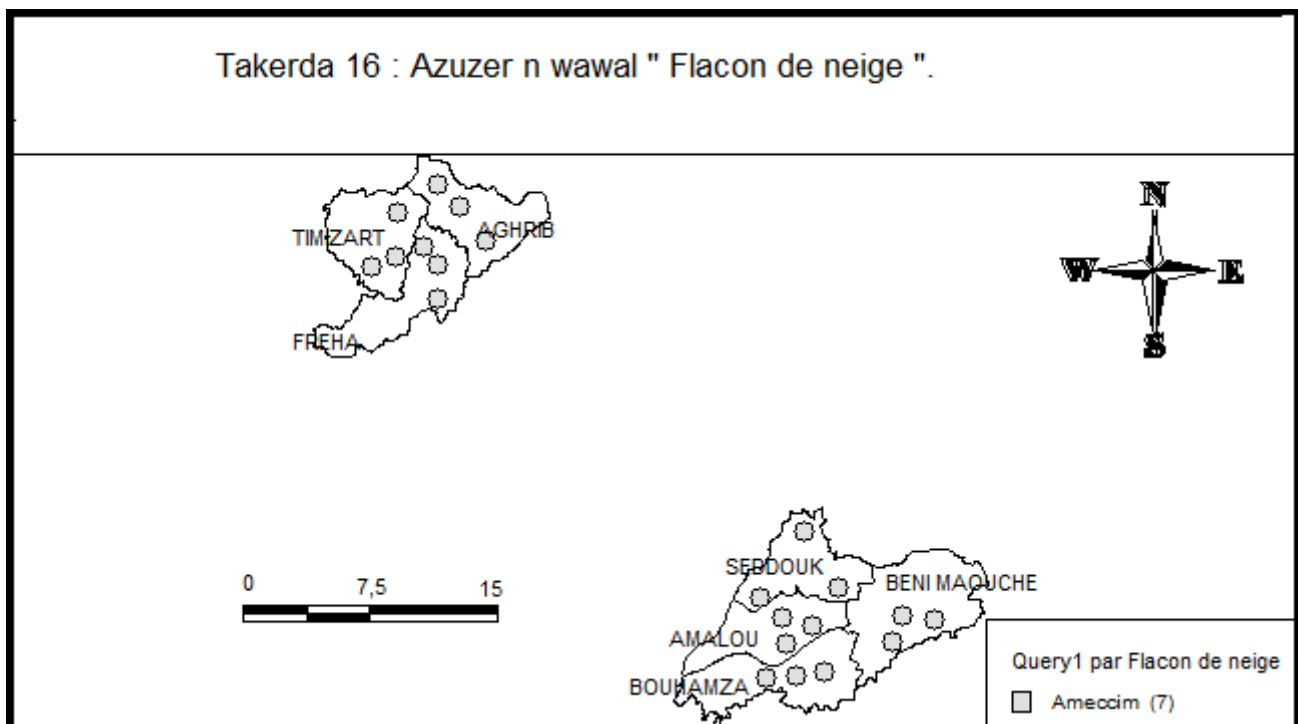 Takerda 16 : Azuzer n wawal " Flacon de neige ".
N
W E
S
AGHRIB
TIMIZART
FREHA
0 7,5 15
SEDDOUK
BENI MAOUCHE
AMALOU
BOUHAMZA
Query1 par Flacon de neige
Ameccim (7)